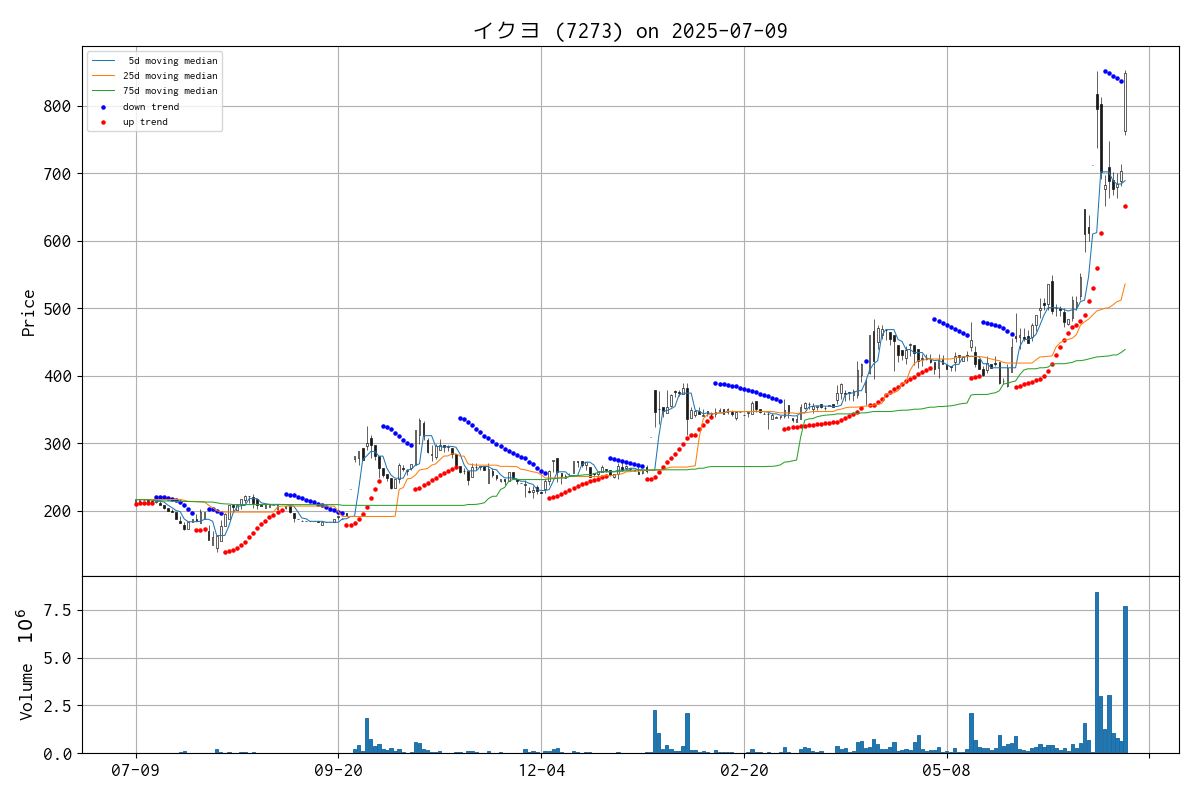 イクヨ (7273) on 2025-07-09
5d moving median
25d moving median
75d moving median
down trend
up trend
Price
800
700
600
500
400
300
200
Volume 10^6
7.5
5.0
2.5
0.0
07-09 09-20 12-04 02-20 05-08